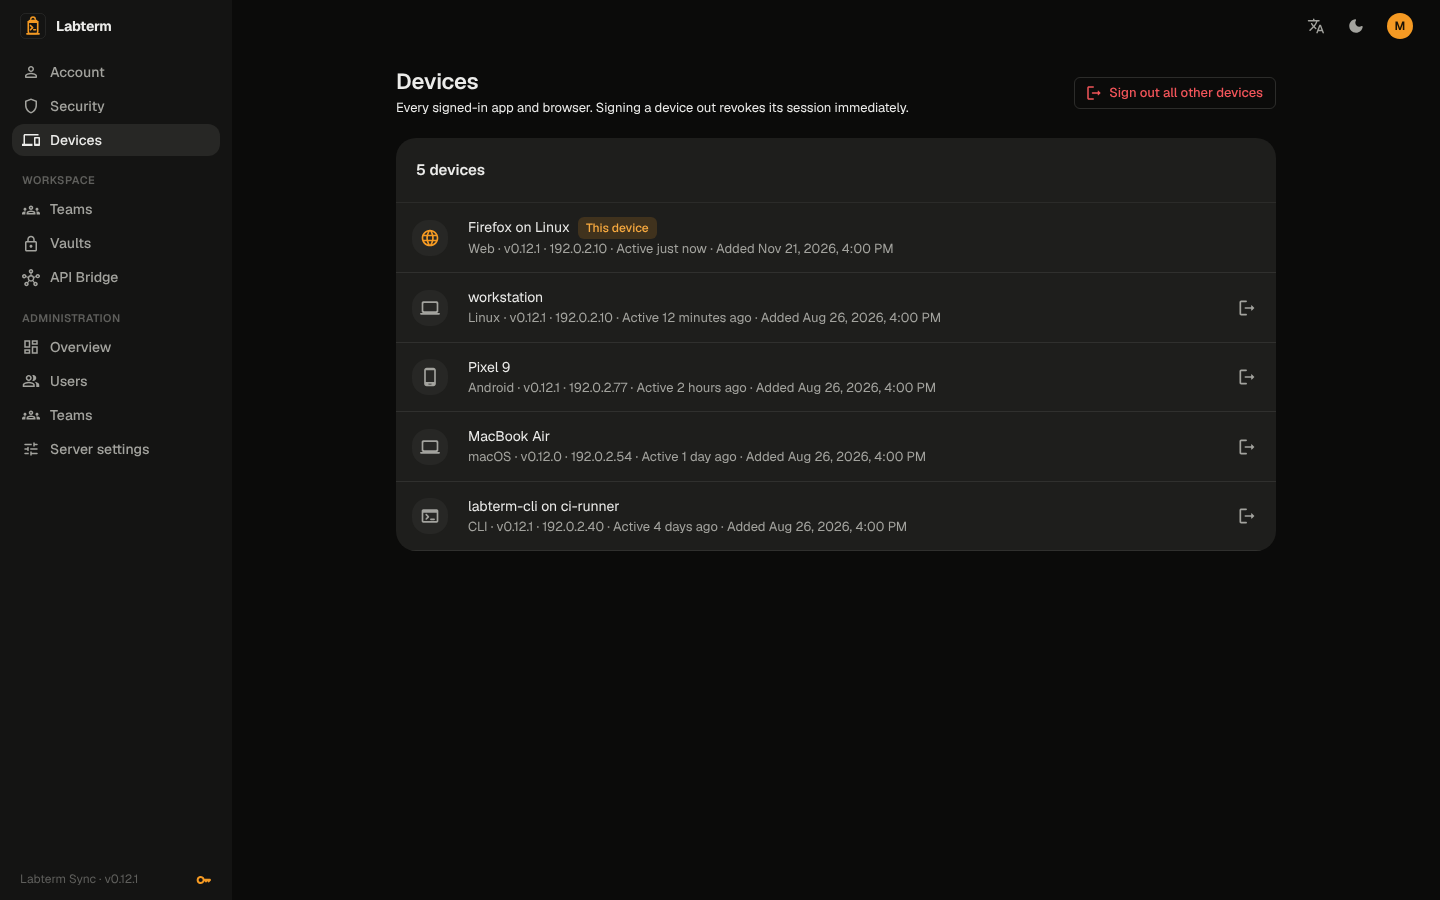 Labterm
M
Account
Security
Devices
WORKSPACE
Teams
Vaults
API Bridge
ADMINISTRATION
Overview
Users
Teams
Server settings
Labterm Sync · v0.12.1
Devices
Every signed-in app and browser. Signing a device out revokes its session immediately.
Sign out all other devices
5 devices
Firefox on Linux This device
Web · v0.12.1 · 192.0.2.10 · Active just now · Added Nov 21, 2026, 4:00 PM
workstation
Linux · v0.12.1 · 192.0.2.10 · Active 12 minutes ago · Added Aug 26, 2026, 4:00 PM
Pixel 9
Android · v0.12.1 · 192.0.2.77 · Active 2 hours ago · Added Aug 26, 2026, 4:00 PM
MacBook Air
macOS · v0.12.0 · 192.0.2.54 · Active 1 day ago · Added Aug 26, 2026, 4:00 PM
labterm-cli on ci-runner
CLI · v0.12.1 · 192.0.2.40 · Active 4 days ago · Added Aug 26, 2026, 4:00 PM